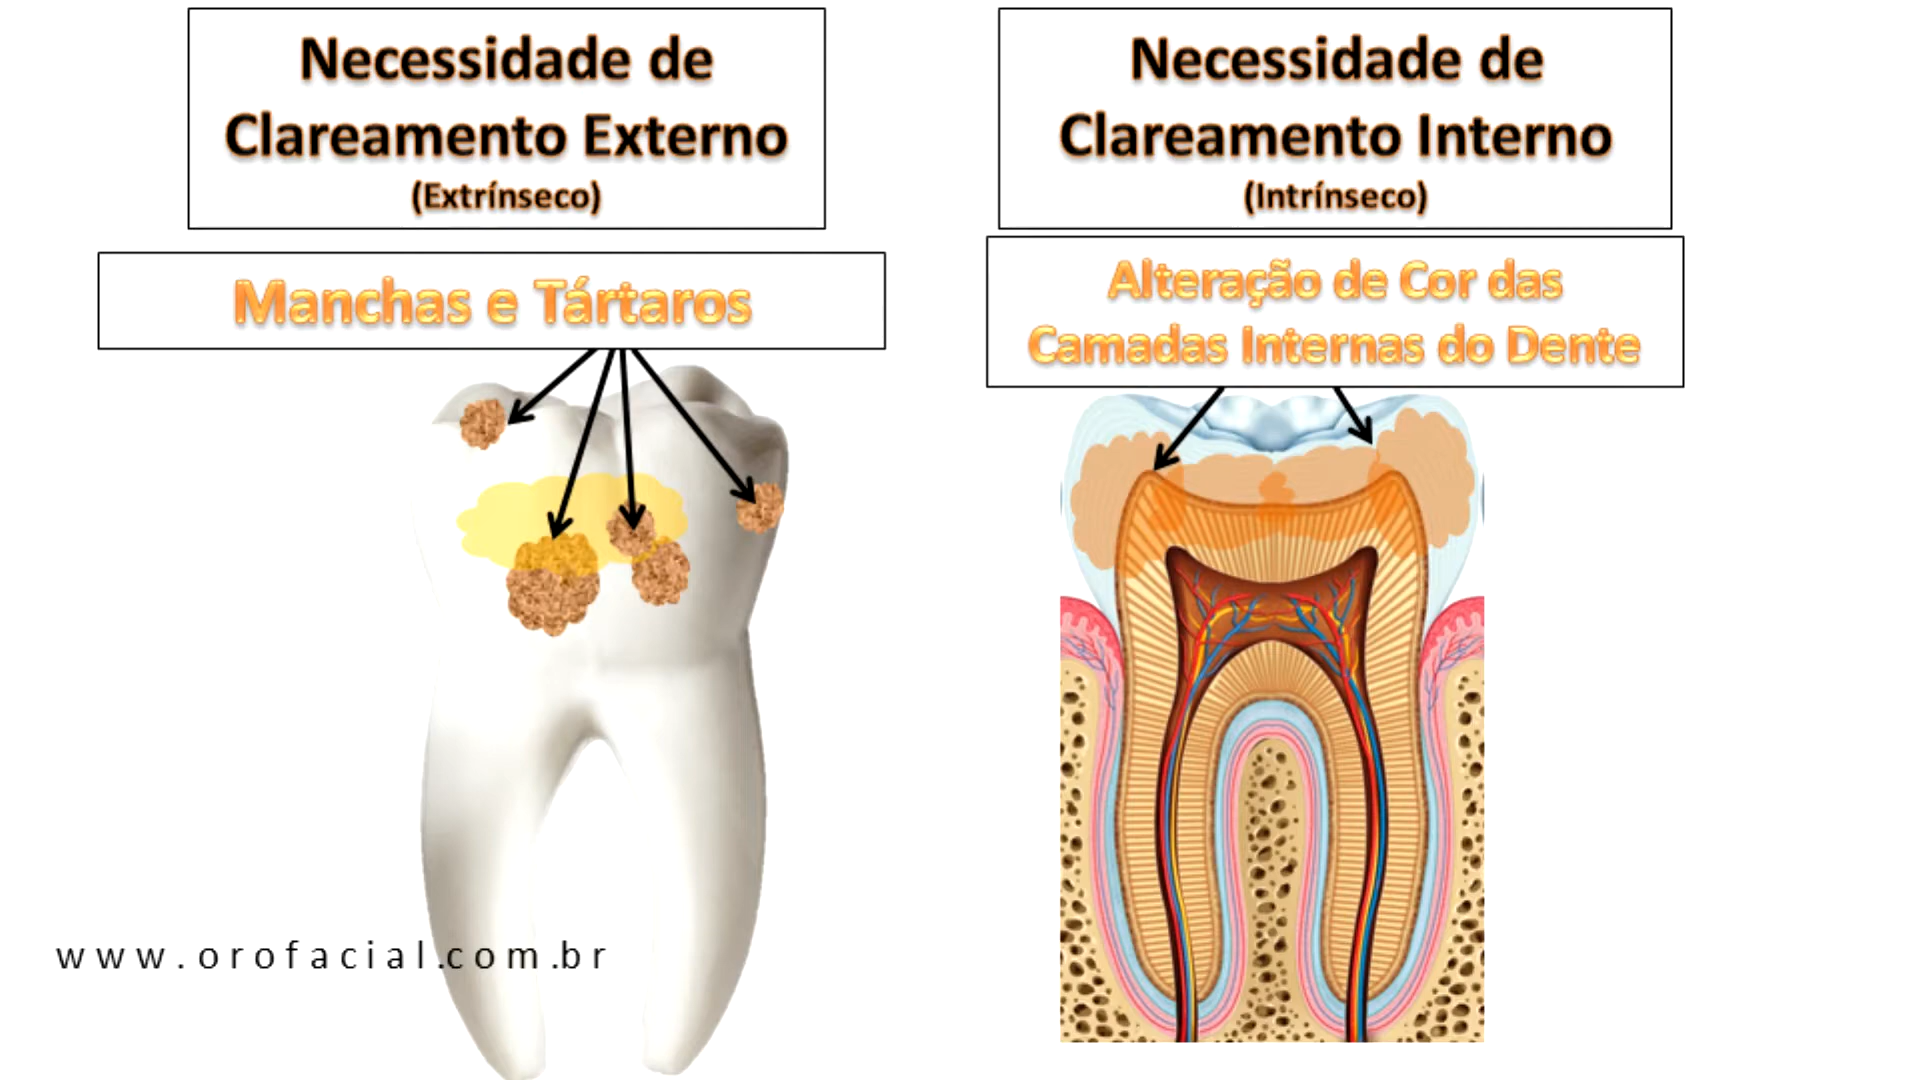 Necessidade de
Clareamento Externo
(Extrínseco)
Manchas e Tártaros
Necessidade de
Clareamento Interno
(Intrínseco)
Alteração de Cor das
Camadas Internas do Dente
www.orofacial.com.br